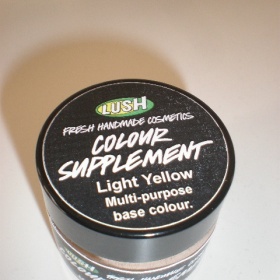 LUSH
FRESH HANDMADE COSMETICS
COLOUR
SUPPLEMENT
Light Yellow
Multi-purpose
base colour.